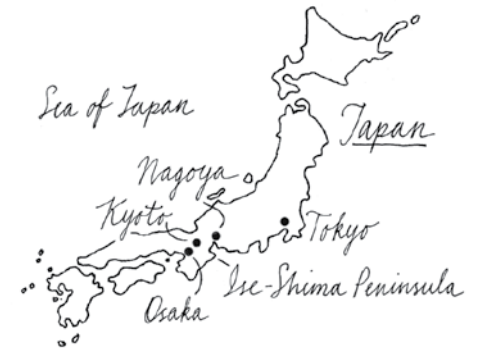 Sea of Japan
Japan
Nagoya
Kyoto
Tokyo
Ise-Shima Peninsula
Osaka